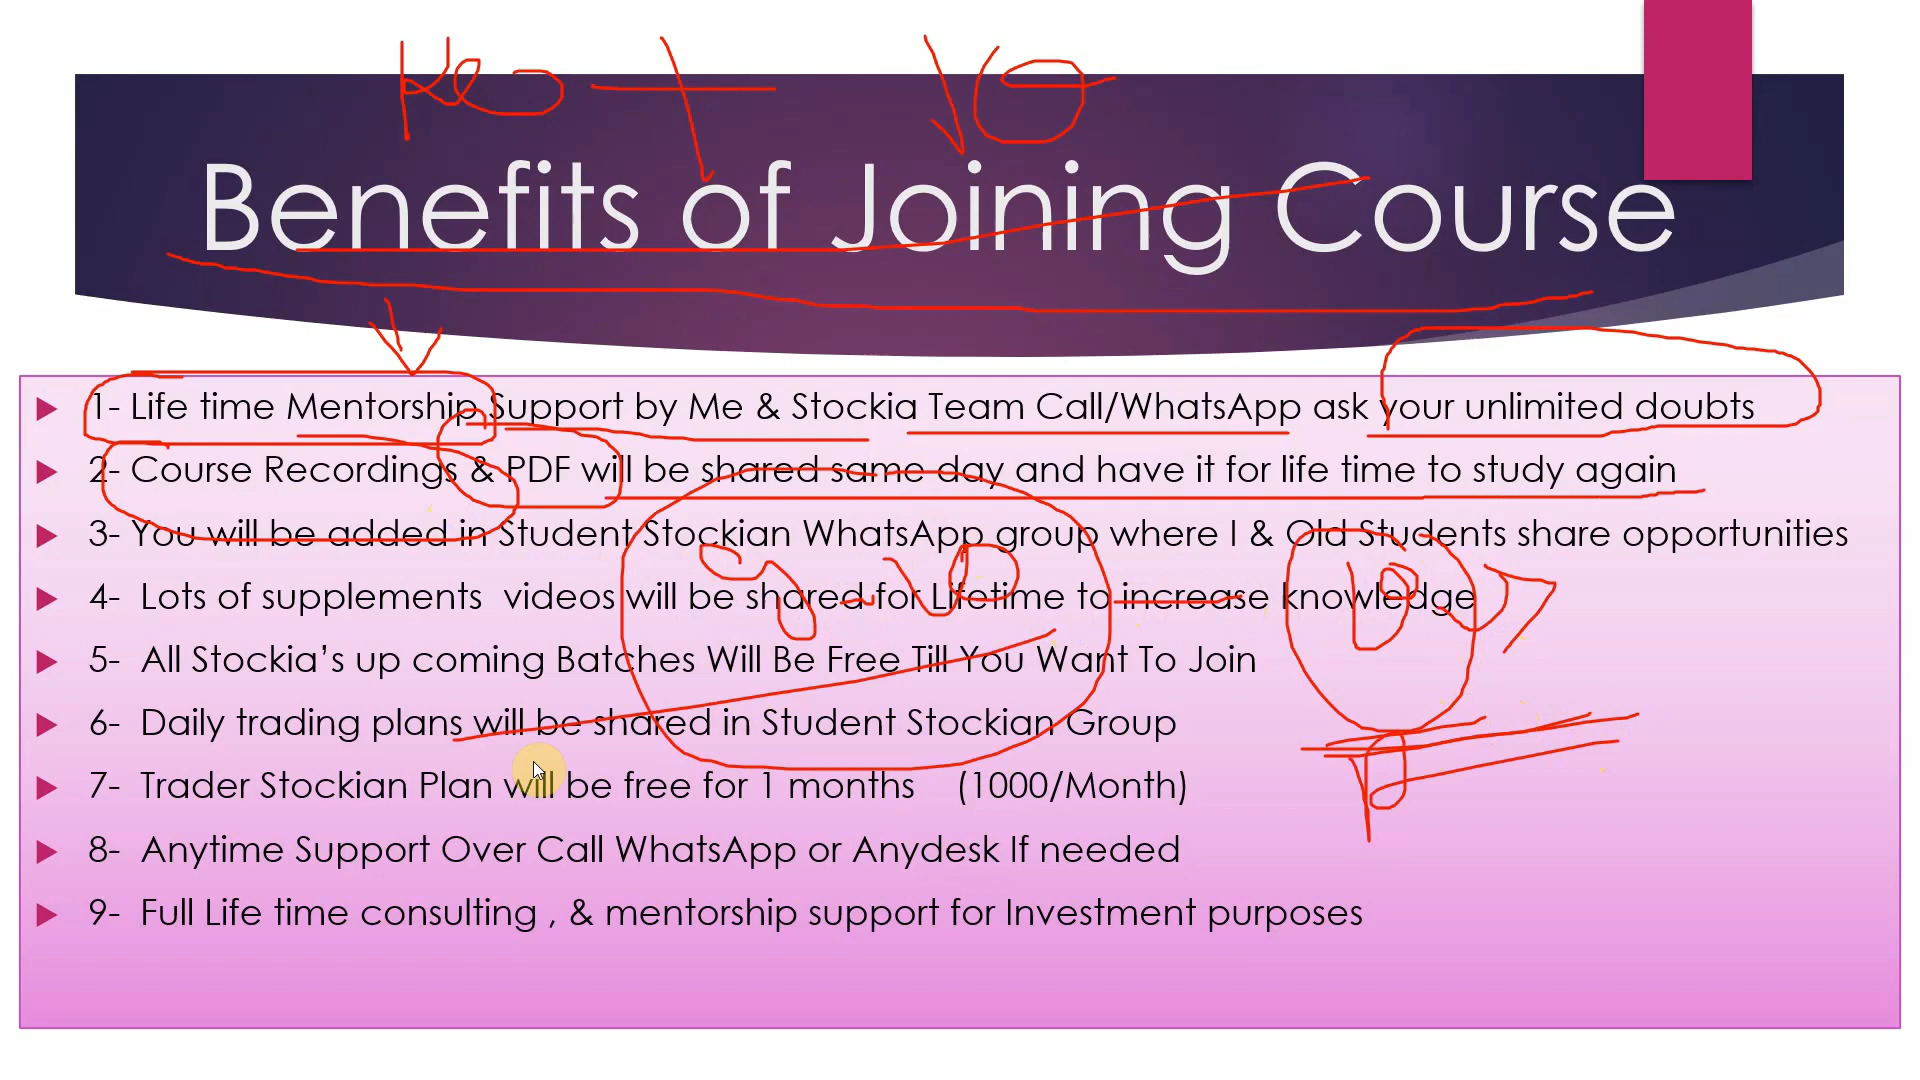 Benefits of Joining Course
1- Life time Mentorship Support by Me & Stockia Team Call/WhatsApp ask your unlimited doubts
2- Course Recordings & PDF will be shared same day and have it for life time to study again
3- You will be added in Student Stockian WhatsApp group where I & Old Students share opportunities
4- Lots of supplements videos will be shared for Lifetime to increase knowledge
5- All Stockia’s up coming Batches Will Be Free Till You Want To Join
6- Daily trading plans will be shared in Student Stockian Group
7- Trader Stockian Plan will be free for 1 months (1000/Month)
8- Anytime Support Over Call WhatsApp or Anydesk If needed
9- Full Life time consulting , & mentorship support for Investment purposes